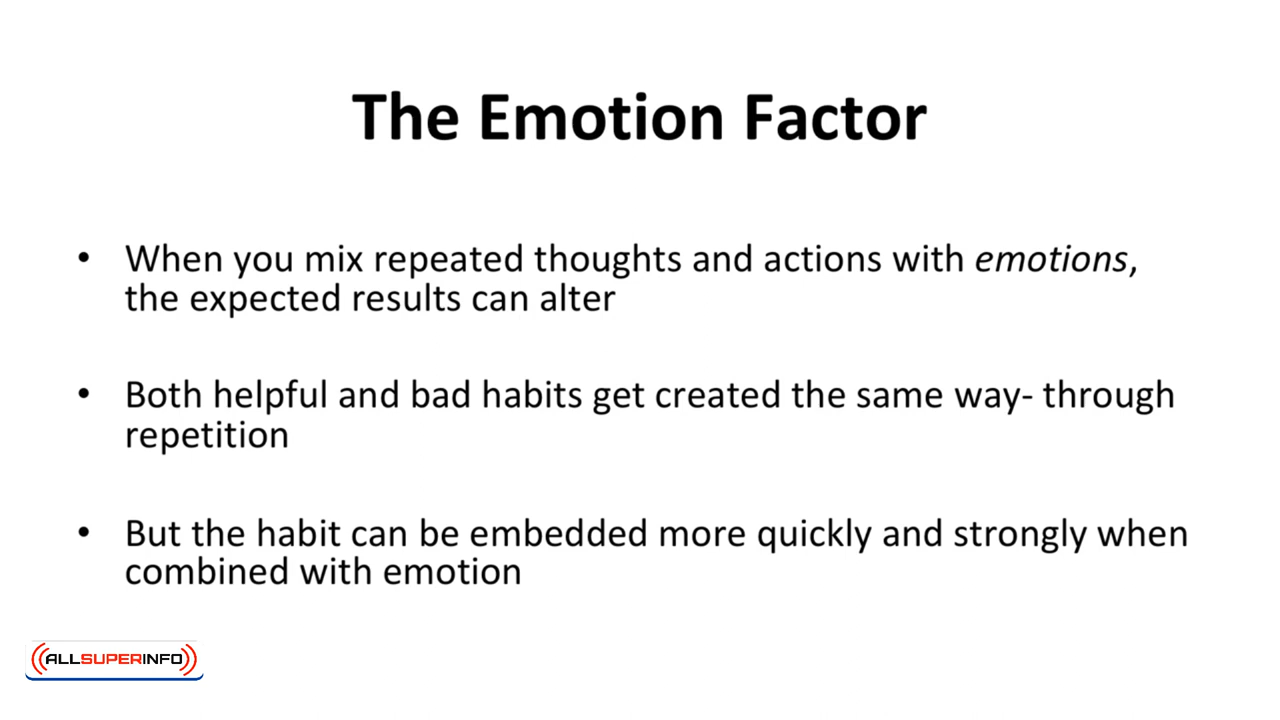 The Emotion Factor
• When you mix repeated thoughts and actions with emotions,
the expected results can alter
• Both helpful and bad habits get created the same way- through
repetition
• But the habit can be embedded more quickly and strongly when
combined with emotion
ALLSUPERINFO